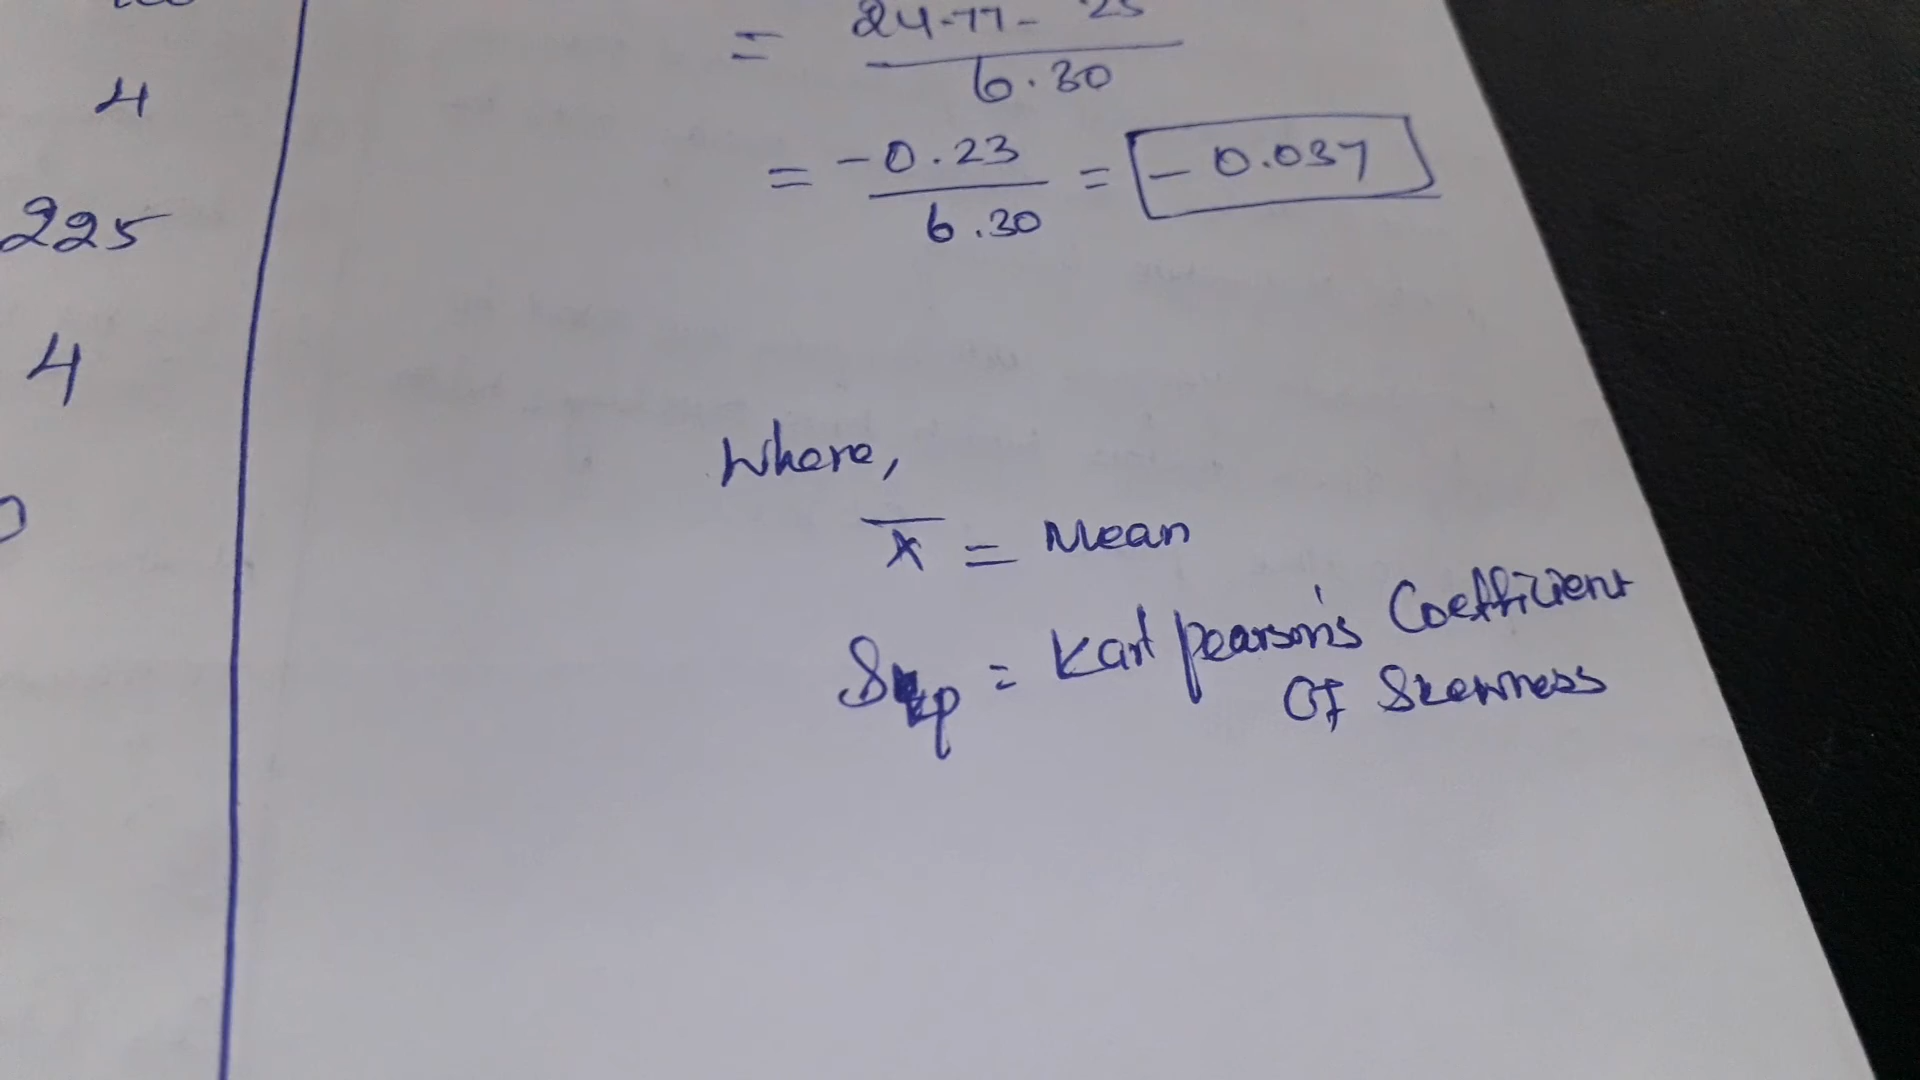 4
225
4
= 24.77 - 25
6.30
= -0.23 / 6.30 = -0.037
Where,
x̅ = Mean
Skp = Karl pearson's Coefficient
Of Skewness